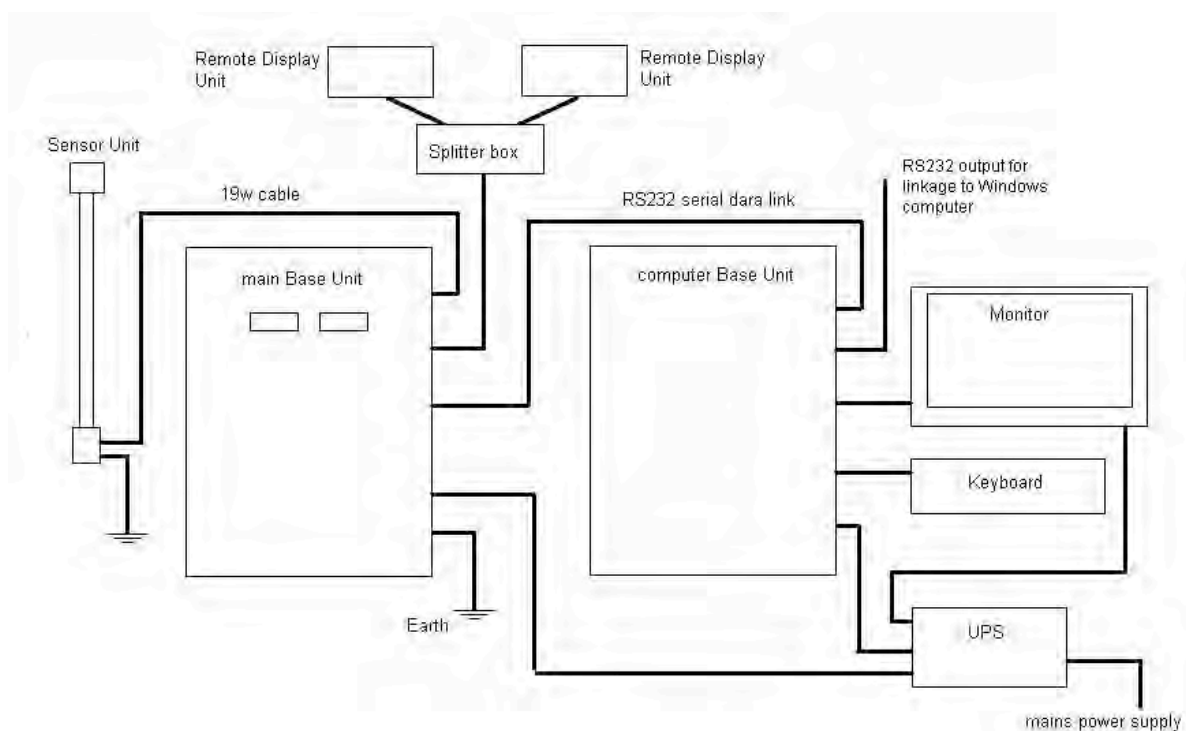 Remote Display
Unit
Remote Display
Unit
Splitter box
Sensor Unit
19w cable
RS232 serial dara link
RS232 output for
linkage to Windows
computer
main Base Unit
computer Base Unit
Monitor
Keyboard
Earth
UPS
mains power supply